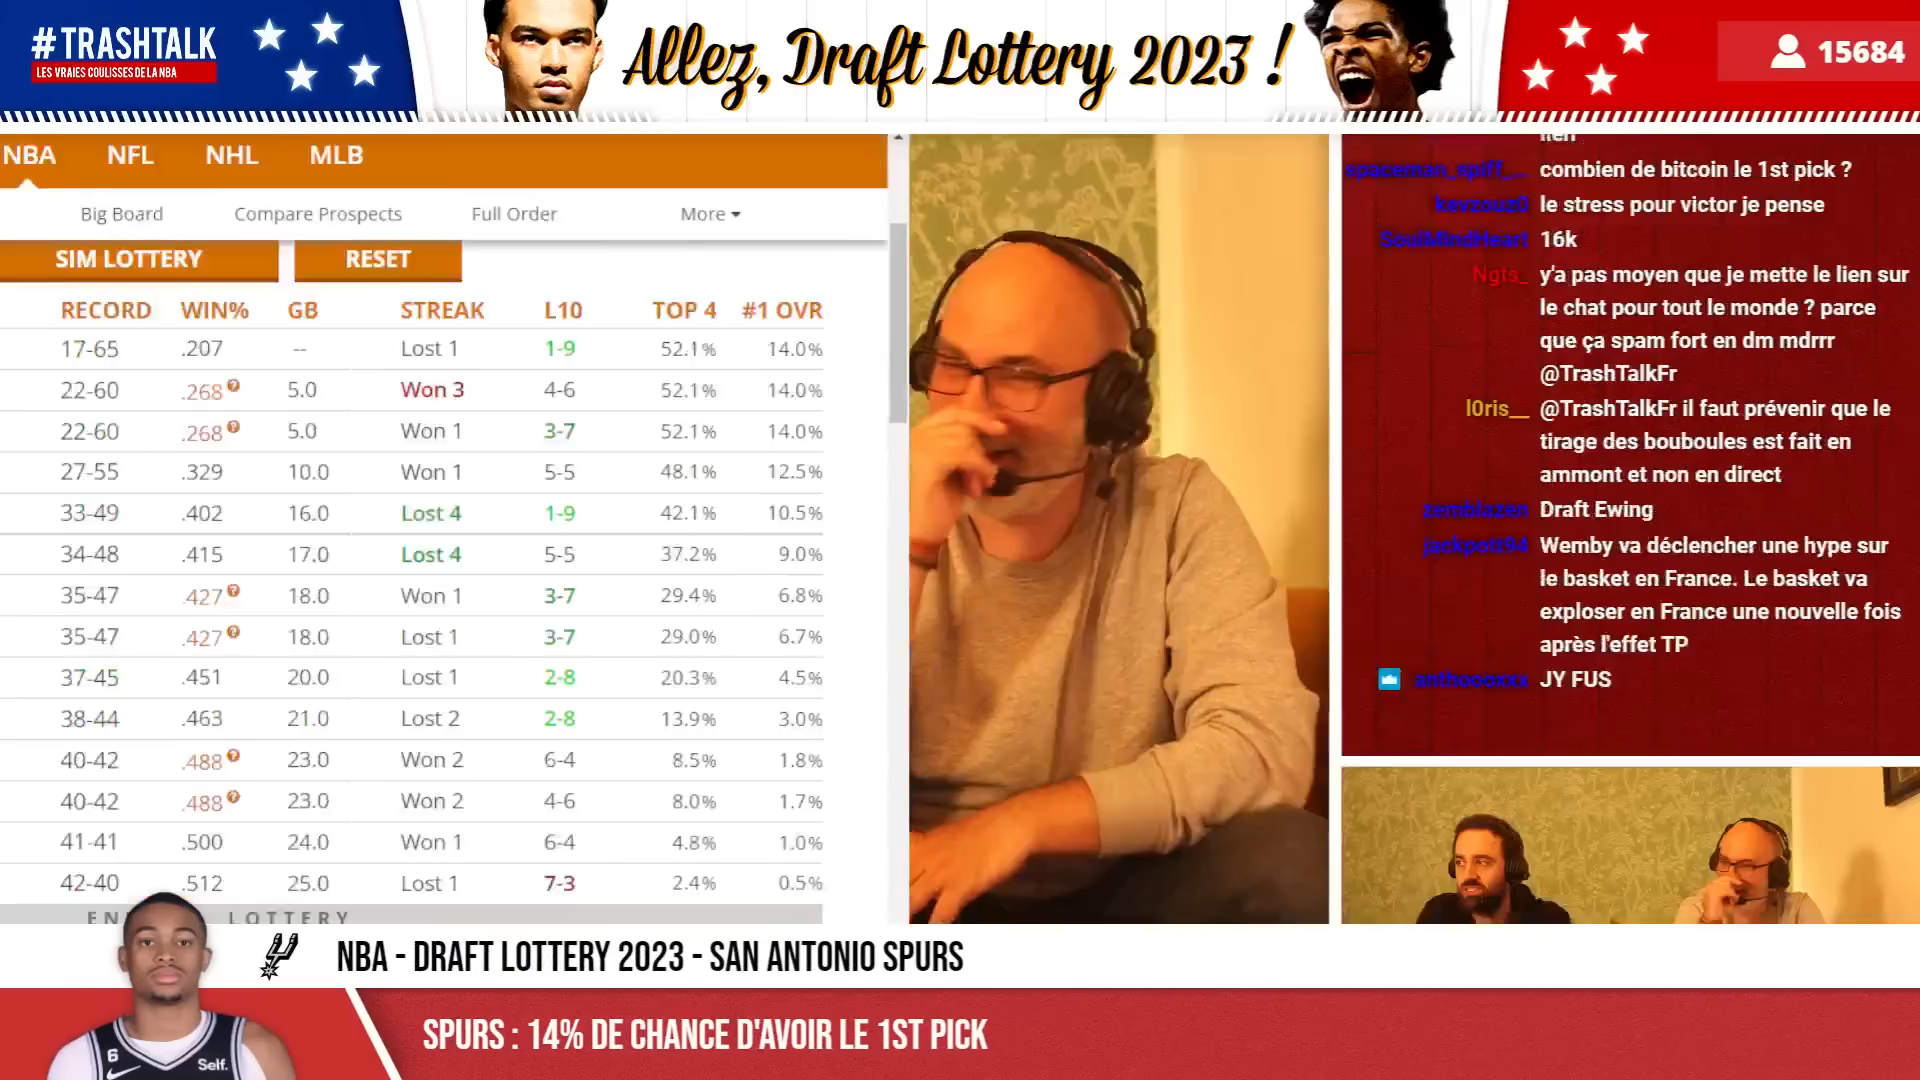 #TRASHTALK
LES VRAIES COULISSES DE LA NBA
Allez, Draft Lottery 2023 !
15684
NBA NFL NHL MLB
Big Board Compare Prospects Full Order More
SIM LOTTERY RESET
RECORD WIN% GB STREAK L10 TOP 4 #1 OVR
17-65 .207 -- Lost 1 1-9 52.1% 14.0%
22-60 .268 5.0 Won 3 4-6 52.1% 14.0%
22-60 .268 5.0 Won 1 3-7 52.1% 14.0%
27-55 .329 10.0 Won 1 5-5 48.1% 12.5%
33-49 .402 16.0 Lost 4 1-9 42.1% 10.5%
34-48 .415 17.0 Lost 4 5-5 37.2% 9.0%
35-47 .427 18.0 Won 1 3-7 29.4% 6.8%
35-47 .427 18.0 Lost 1 3-7 29.0% 6.7%
37-45 .451 20.0 Lost 1 2-8 20.3% 4.5%
38-44 .463 21.0 Lost 2 2-8 13.9% 3.0%
40-42 .488 23.0 Won 2 6-4 8.5% 1.8%
40-42 .488 23.0 Won 2 4-6 8.0% 1.7%
41-41 .500 24.0 Won 1 6-4 4.8% 1.0%
42-40 .512 25.0 Lost 1 7-3 2.4% 0.5%
LOTTERY
lien
spaceman_spiff__ combien de bitcoin le 1st pick ?
kevzouz0 le stress pour victor je pense
SoulMindHeart 16k
Ngts_ y'a pas moyen que je mette le lien sur
le chat pour tout le monde ? parce
que ça spam fort en dm mdrrr
@TrashTalkFr
l0ris__ @TrashTalkFr il faut prévenir que le
tirage des bouboules est fait en
ammont et non en direct
zemblazen Draft Ewing
jackpott94 Wemby va déclencher une hype sur
le basket en France. Le basket va
exploser en France une nouvelle fois
après l'effet TP
anthoooxxx JY FUS
NBA - DRAFT LOTTERY 2023 - SAN ANTONIO SPURS
SPURS : 14% DE CHANCE D'AVOIR LE 1ST PICK
6
Self.